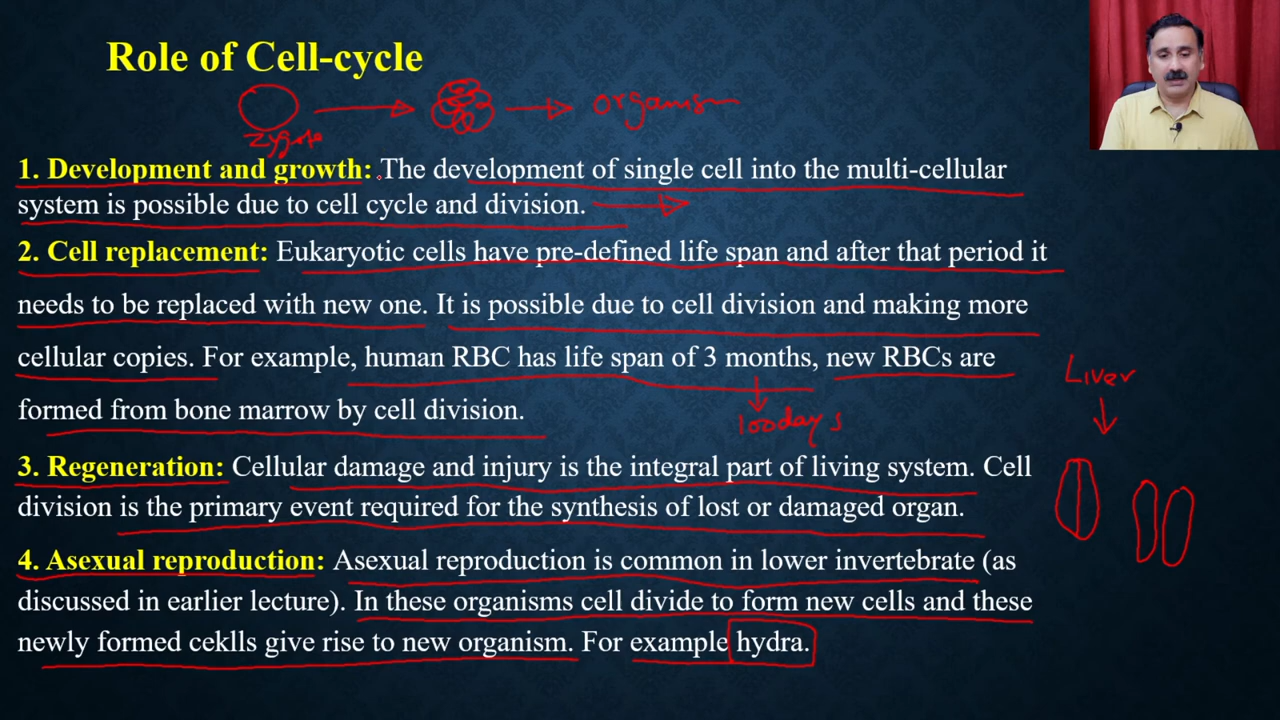 Role of Cell-cycle
zygote
organism
1. Development and growth: The development of single cell into the multi-cellular
system is possible due to cell cycle and division.
2. Cell replacement: Eukaryotic cells have pre-defined life span and after that period it
needs to be replaced with new one. It is possible due to cell division and making more
cellular copies. For example, human RBC has life span of 3 months, new RBCs are
Liver
formed from bone marrow by cell division.
100days
3. Regeneration: Cellular damage and injury is the integral part of living system. Cell
division is the primary event required for the synthesis of lost or damaged organ.
4. Asexual reproduction: Asexual reproduction is common in lower invertebrate (as
discussed in earlier lecture). In these organisms cell divide to form new cells and these
newly formed ceklls give rise to new organism. For example hydra.